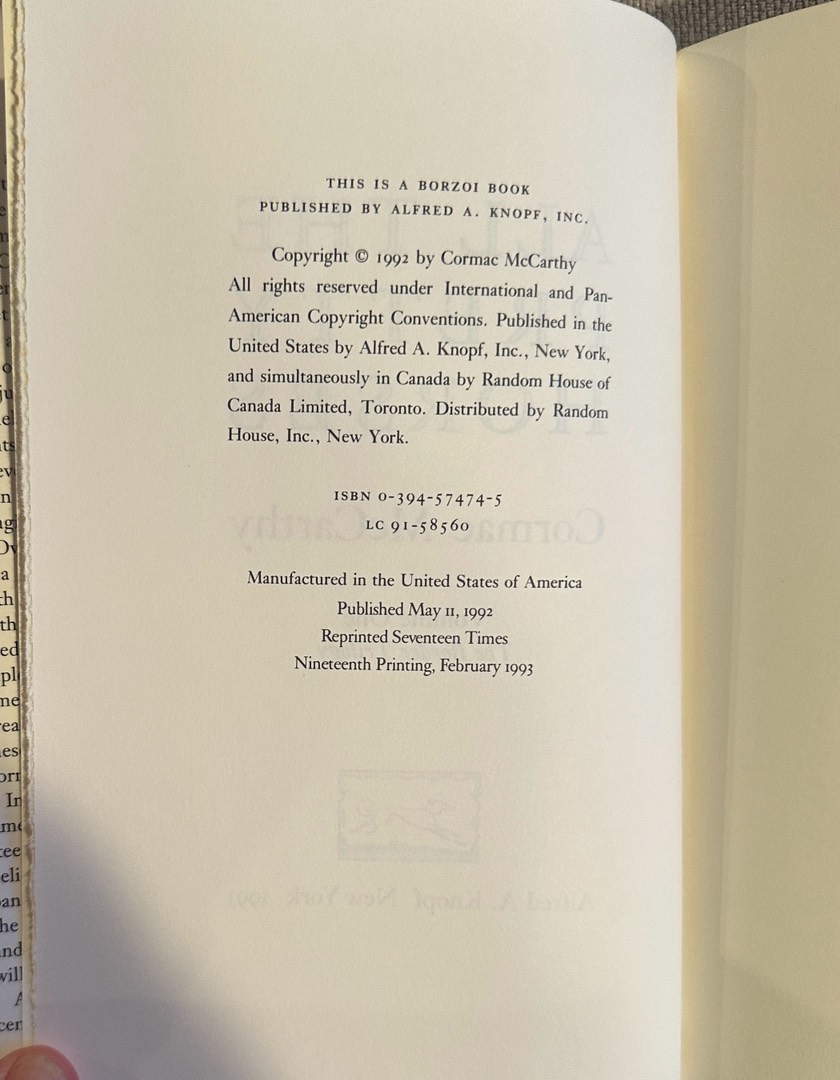 THIS IS A BORZOI BOOK
PUBLISHED BY ALFRED A. KNOPF, INC.
Copyright © 1992 by Cormac McCarthy
All rights reserved under International and Pan-
American Copyright Conventions. Published in the
United States by Alfred A. Knopf, Inc., New York,
and simultaneously in Canada by Random House of
Canada Limited, Toronto. Distributed by Random
House, Inc., New York.
ISBN 0-394-57474-5
LC 91-58560
Manufactured in the United States of America
Published May 11, 1992
Reprinted Seventeen Times
Nineteenth Printing, February 1993